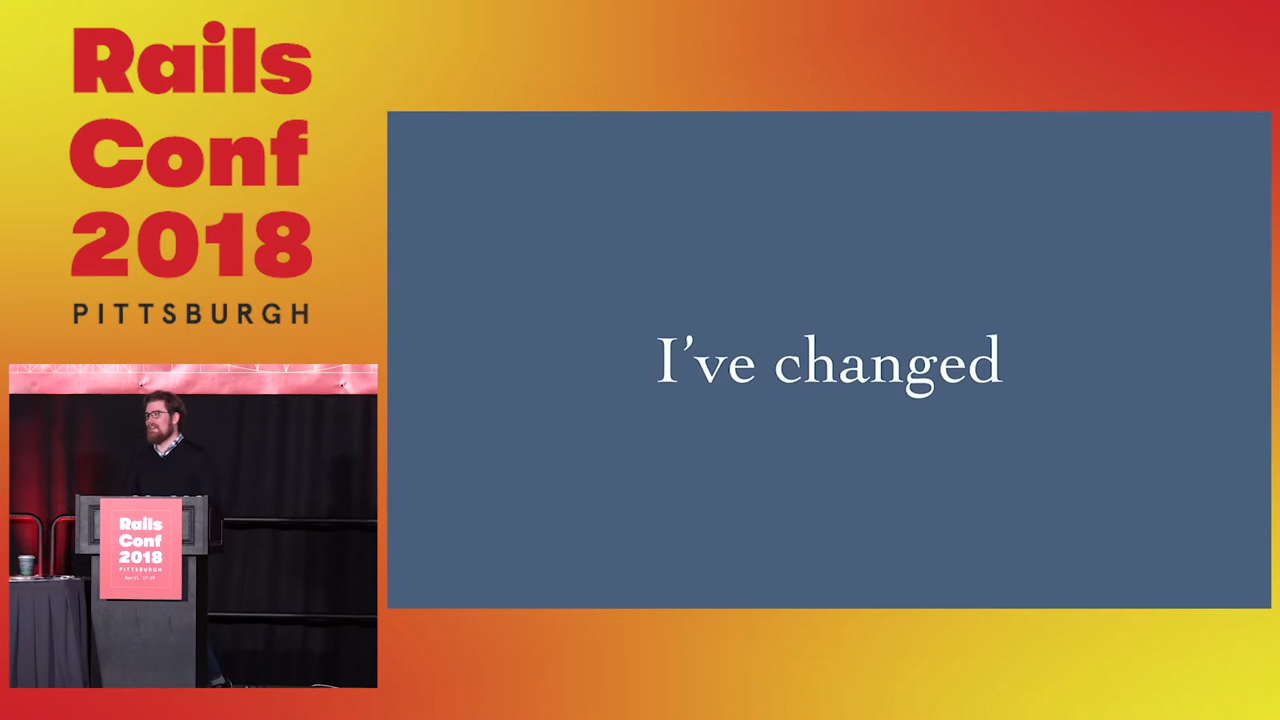 Rails
Conf
2018
PITTSBURGH
I've changed
Rails
Conf
2018
PITTSBURGH